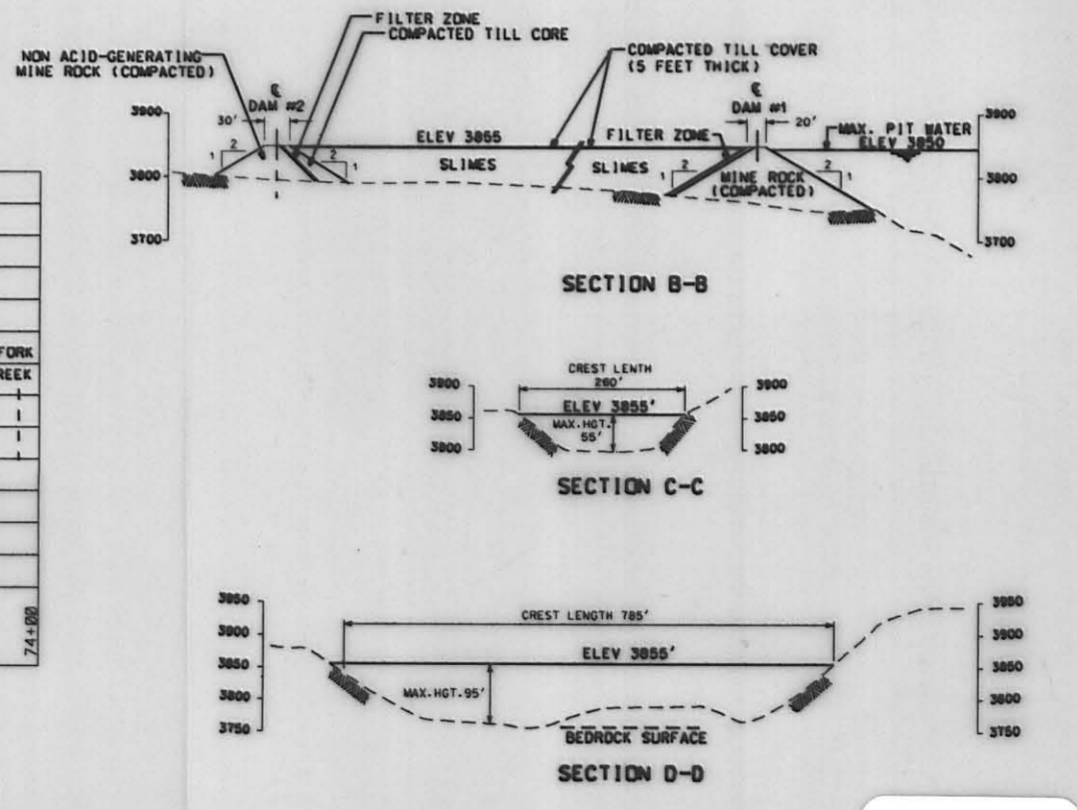 FILTER ZONE
COMPACTED TILL CORE
NON ACID-GENERATING
MINE ROCK (COMPACTED)
COMPACTED TILL COVER
(5 FEET THICK)
℄
DAM #2
30'
℄
DAM #1
20'
3900
3800
3700
ELEV 3855
FILTER ZONE
MAX. PIT WATER
ELEV 3850
2
1
2
1
SLIMES
SLIMES
2
1
MINE ROCK
(COMPACTED)
2
1
3900
3800
3700
SECTION B-B
CREST LENTH
260'
3900
3850
3800
ELEV 3855'
MAX.HGT.
55'
3900
3850
3800
SECTION C-C
3950
3900
3850
3800
3750
CREST LENGTH 785'
ELEV 3855'
MAX.HGT.95'
BEDROCK SURFACE
3950
3900
3850
3800
3750
SECTION D-D
FORK
REEK
74+00